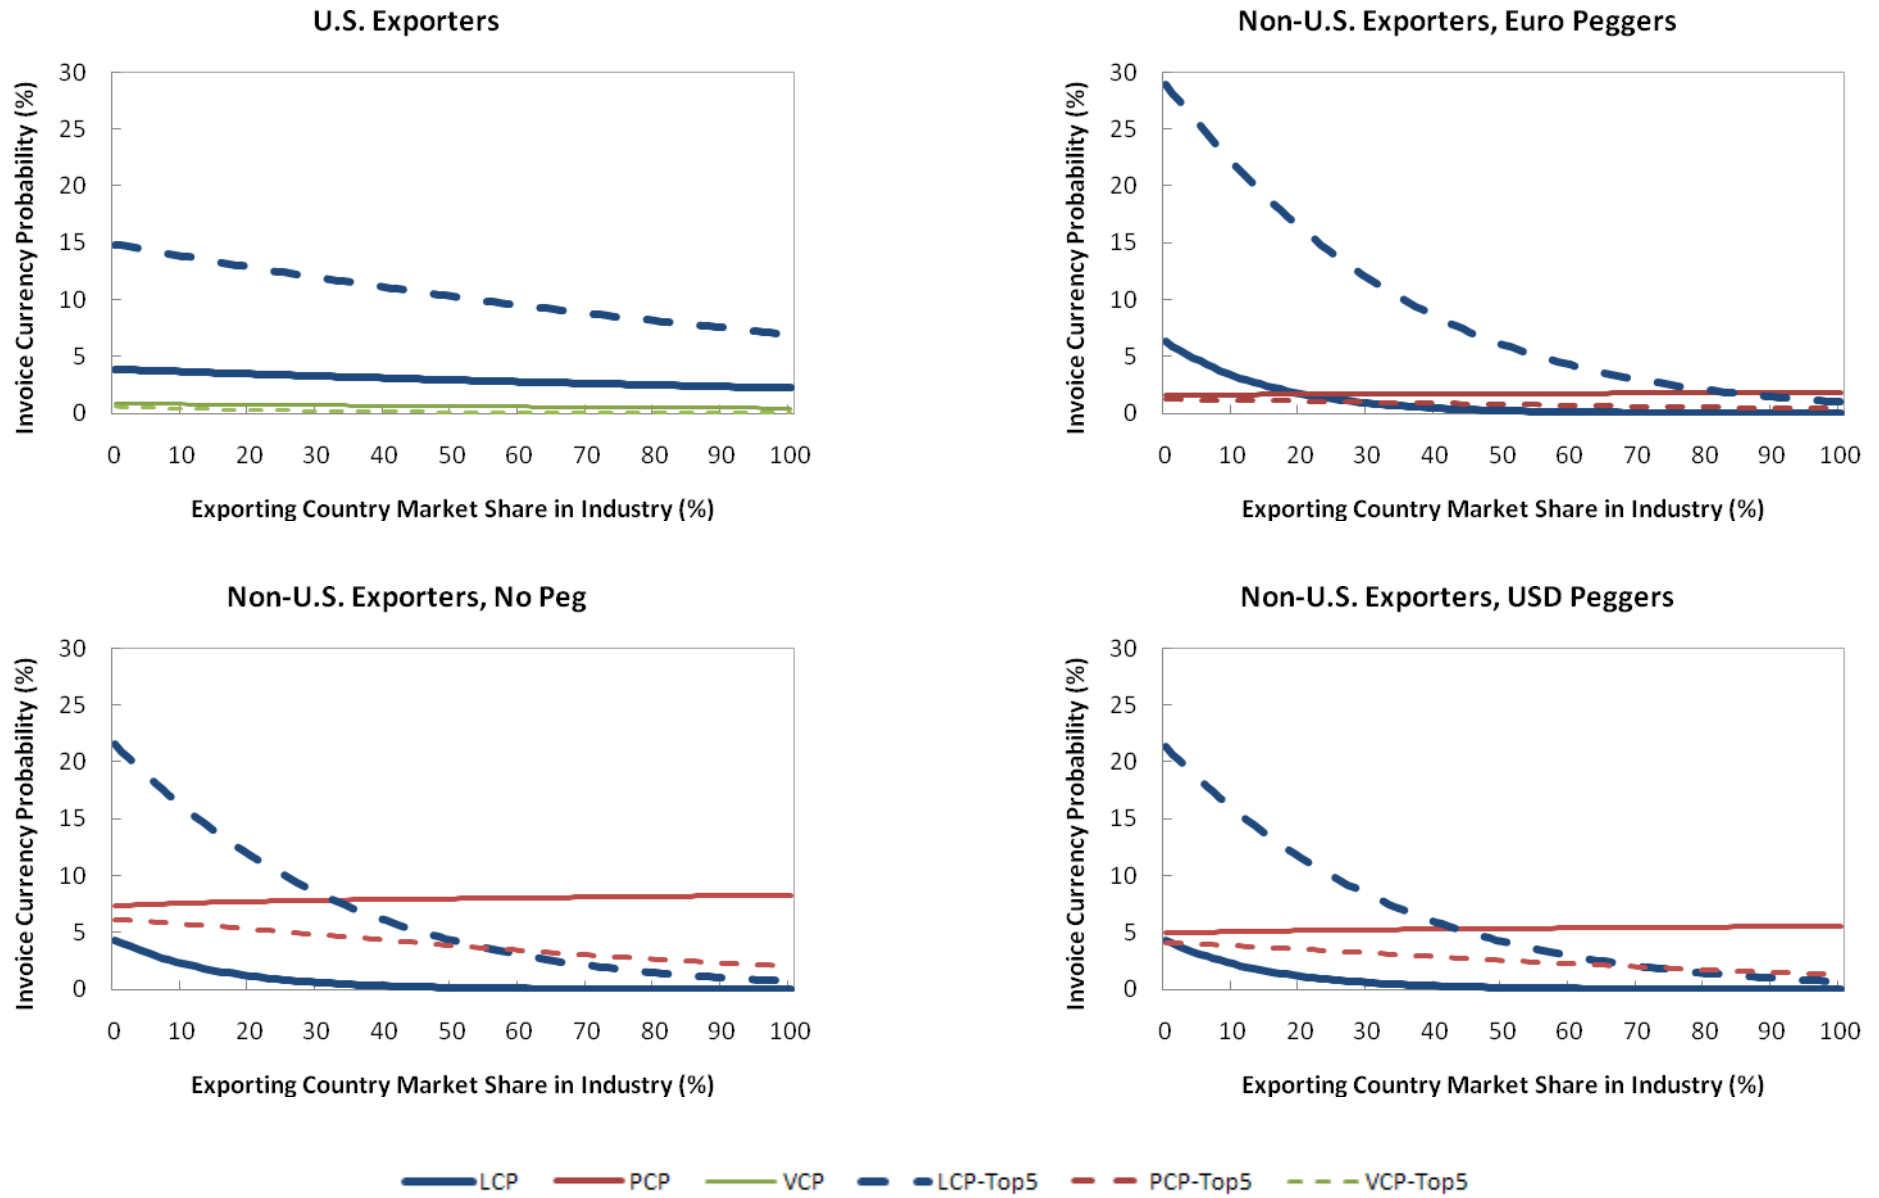 U.S. Exporters
Invoice Currency Probability (%)
30
25
20
15
10
5
0
0 10 20 30 40 50 60 70 80 90 100
Exporting Country Market Share in Industry (%)
Non-U.S. Exporters, Euro Peggers
Invoice Currency Probability (%)
30
25
20
15
10
5
0
0 10 20 30 40 50 60 70 80 90 100
Exporting Country Market Share in Industry (%)
Non-U.S. Exporters, No Peg
Invoice Currency Probability (%)
30
25
20
15
10
5
0
0 10 20 30 40 50 60 70 80 90 100
Exporting Country Market Share in Industry (%)
Non-U.S. Exporters, USD Peggers
Invoice Currency Probability (%)
30
25
20
15
10
5
0
0 10 20 30 40 50 60 70 80 90 100
Exporting Country Market Share in Industry (%)
LCP PCP VCP LCP-Top5 PCP-Top5 VCP-Top5